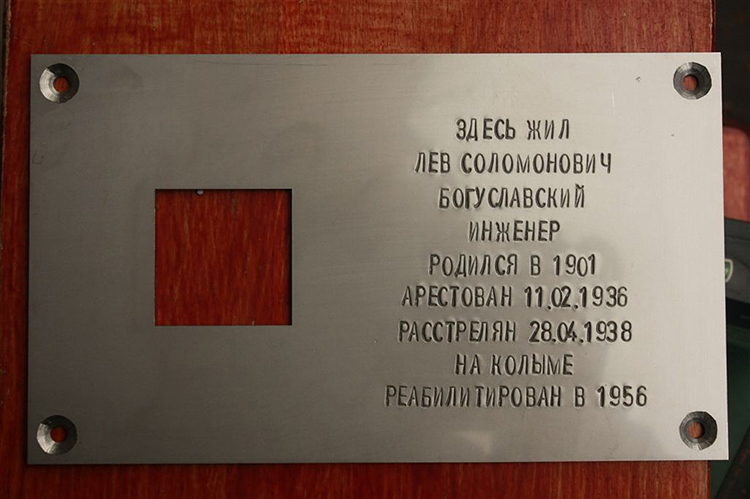 ЗДЕСЬ ЖИЛ
ЛЕВ СОЛОМОНОВИЧ
БОГУСЛАВСКИЙ
ИНЖЕНЕР
РОДИЛСЯ В 1901
АРЕСТОВАН 11.02.1936
РАССТРЕЛЯН 28.04.1938
НА КОЛЫМЕ
РЕАБИЛИТИРОВАН В 1956